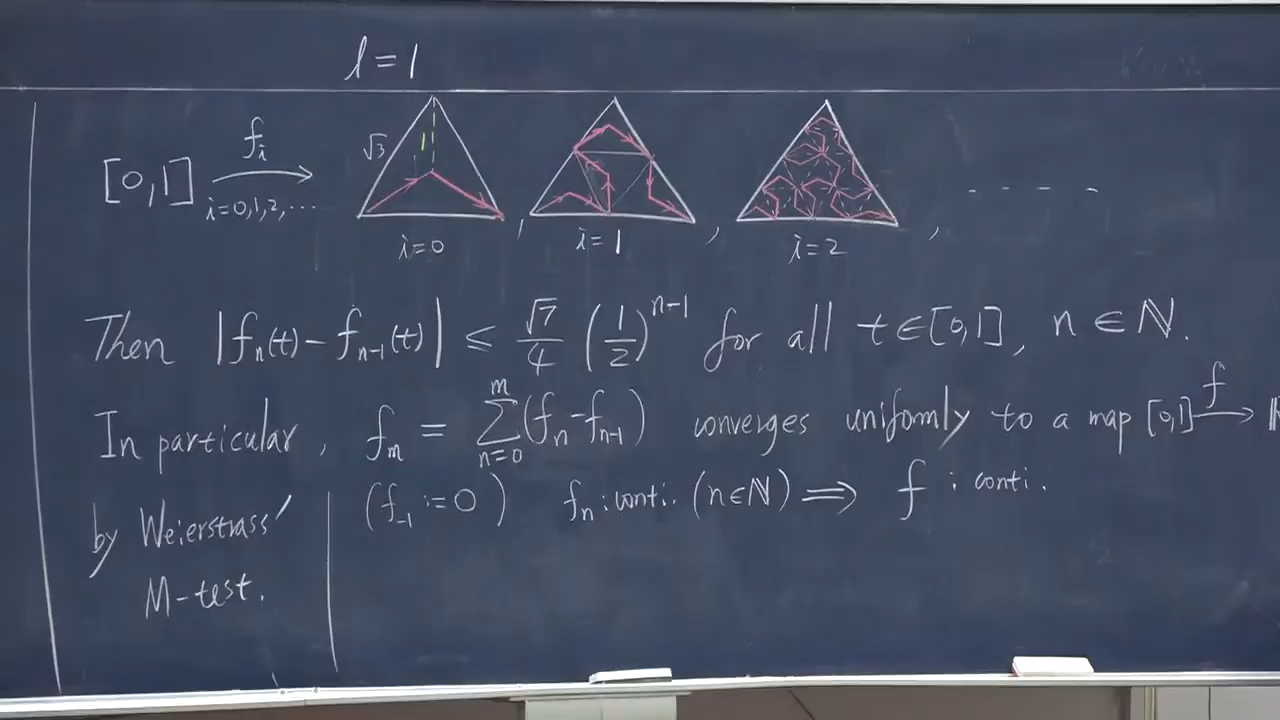 l = 1
[0,1] f_i → i=0,1,2,...
√3 1
i=0 , i=1 , i=2 , - - - - -
Then |f_n(t) - f_{n-1}(t)| ≤ √7/4 (1/2)^{n-1} for all t∈[0,1], n∈ℕ.
In particular, f_m = Σ_{n=0}^{m} (f_n - f_{n-1}) converges uniformly to a map [0,1] f →
by Weierstrass' (f_{-1} := 0) f_n : conti. (n∈ℕ) ⟹ f : conti.
M-test.